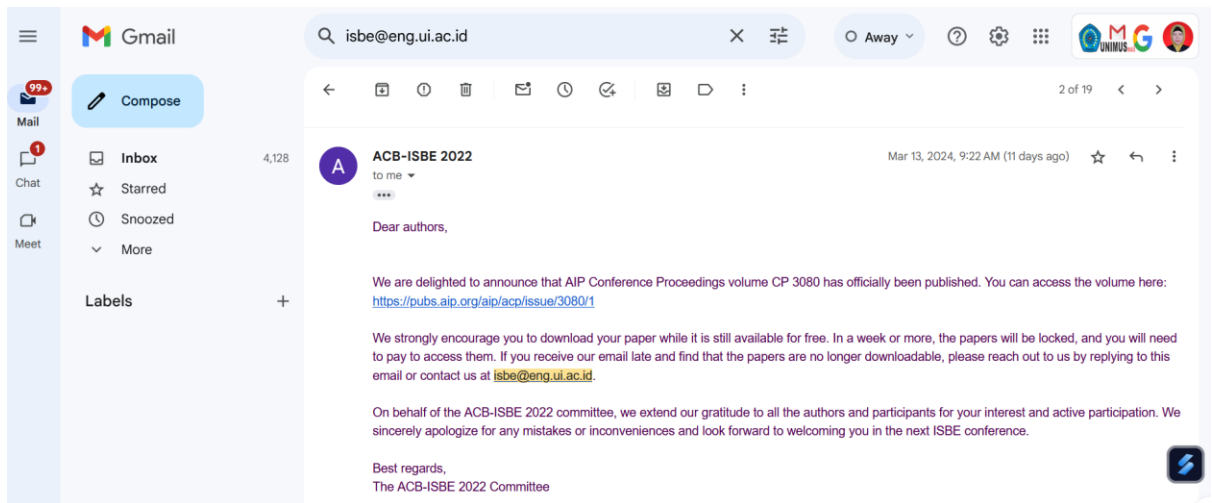 Gmail
isbe@eng.ui.ac.id
Away
UNIMUS
G
99+
Mail
Compose
2 of 19
1
Chat
Inbox 4,128
A
ACB-ISBE 2022
Mar 13, 2024, 9:22 AM (11 days ago)
to me
Starred
Snoozed
Meet
More
Labels
Dear authors,
We are delighted to announce that AIP Conference Proceedings volume CP 3080 has officially been published. You can access the volume here:
https://pubs.aip.org/aip/acp/issue/3080/1
We strongly encourage you to download your paper while it is still available for free. In a week or more, the papers will be locked, and you will need
to pay to access them. If you receive our email late and find that the papers are no longer downloadable, please reach out to us by replying to this
email or contact us at isbe@eng.ui.ac.id.
On behalf of the ACB-ISBE 2022 committee, we extend our gratitude to all the authors and participants for your interest and active participation. We
sincerely apologize for any mistakes or inconveniences and look forward to welcoming you in the next ISBE conference.
Best regards,
The ACB-ISBE 2022 Committee